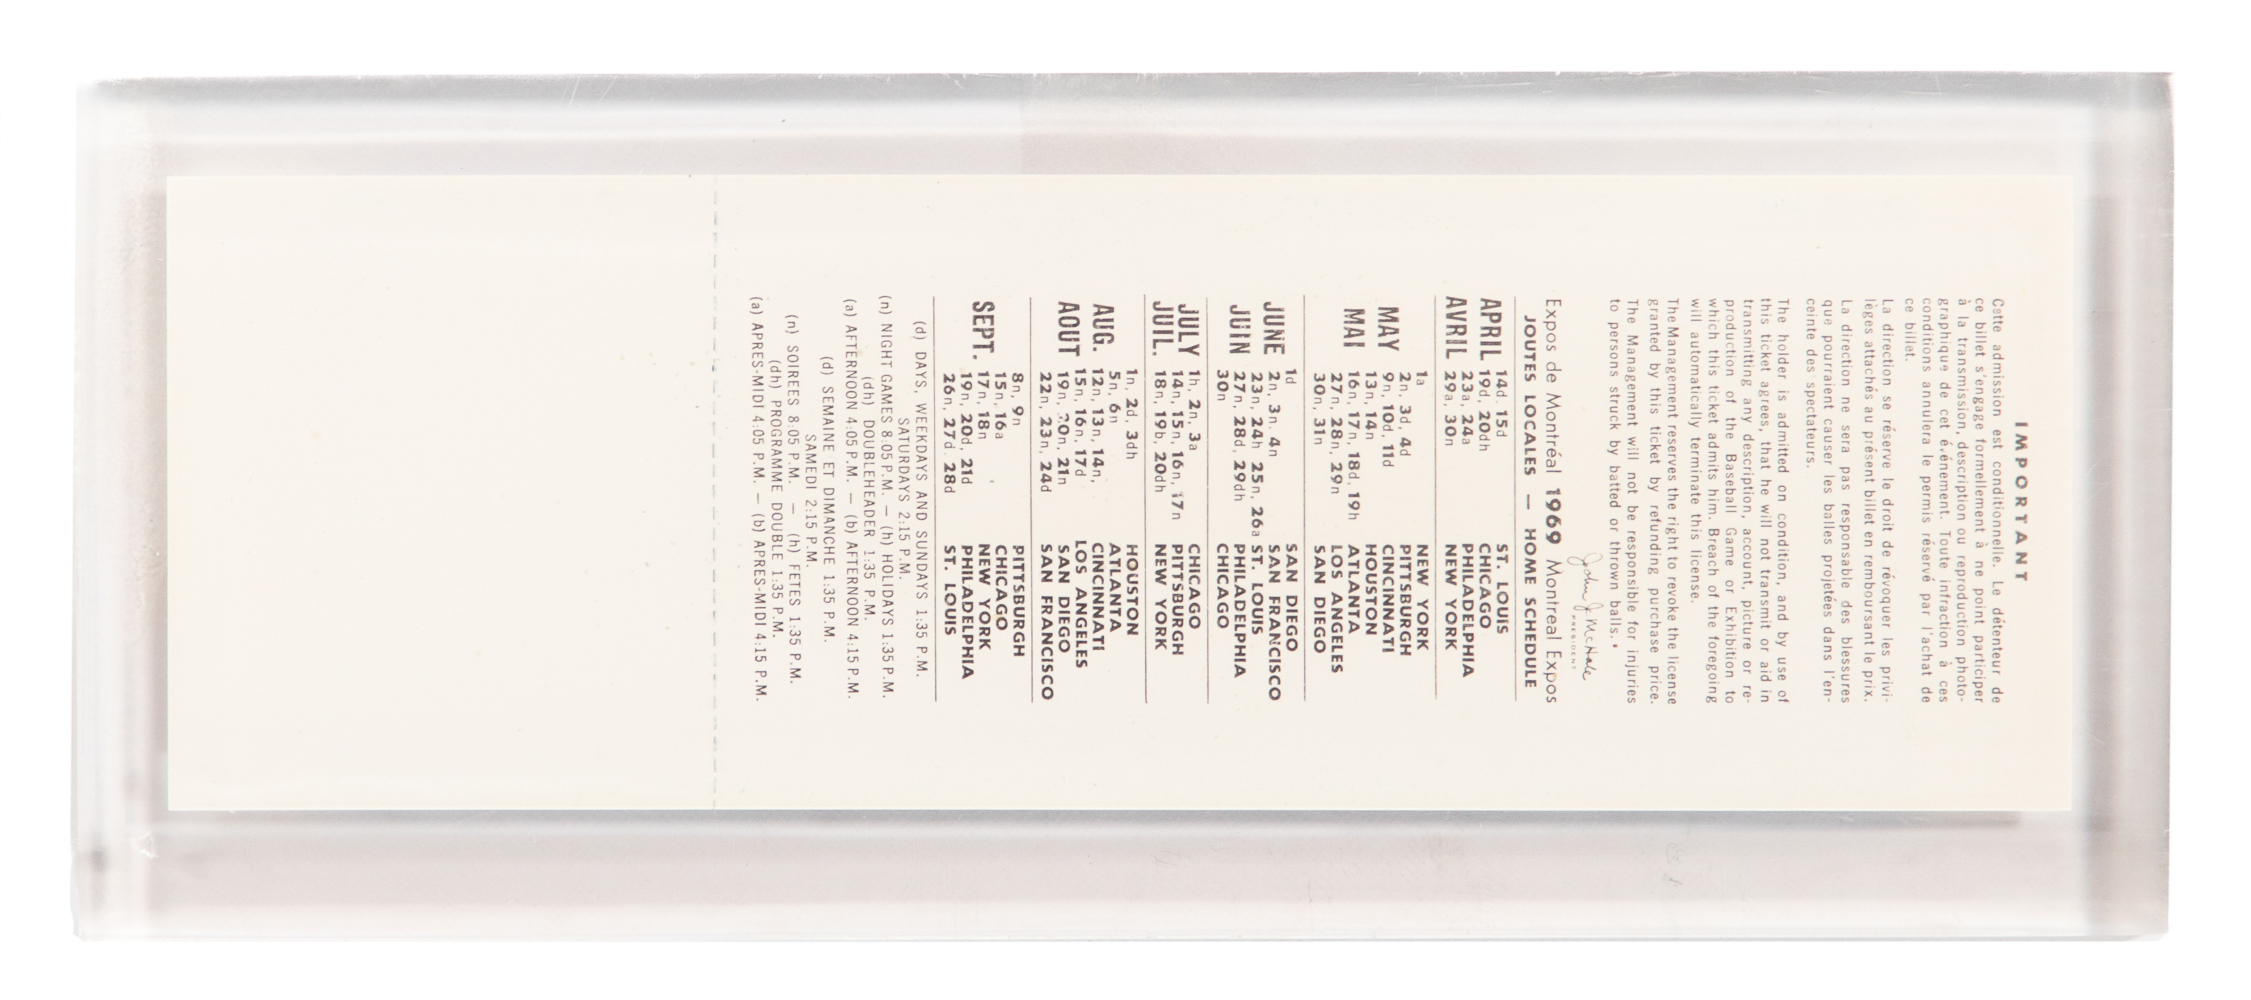 IMPORTANT
Cette admission est conditionnelle. Le détenteur de
ce billet s'engage formellement à ne point participer
à la transmission, description ou reproduction photo-
graphique de cet événement. Toute infraction à ces
conditions annulera le permis réservé par l'achat de
ce billet.
La direction se réserve le droit de révoquer les privi-
lèges attaché au présent billet en remboursant le prix.
La direction ne sera pas responsable des blessures
que pourraient causer les balles projetées dans l'en-
ceinte des spectateurs.
The holder is admitted on condition, and by use of
this ticket agrees, that he will not transmit or aid in
transmitting any description, account, picture or re-
production of the Baseball Game or Exhibition to
which this ticket admits him. Breach of the foregoing
will automatically terminate this license.
The Management reserves the right to revoke the license
granted by this ticket by refunding purchase price.
The Management will not be responsible for injuries
to persons struck by batted or thrown balls.
John J. McHale
PRESIDENT
Expos de Montréal 1969 Montreal Expos
JOUTES LOCALES — HOME SCHEDULE
APRIL 14d, 15d ST. LOUIS
19d, 20dh CHICAGO
AVRIL 23a, 24a PHILADELPHIA
29a, 30n NEW YORK
1a NEW YORK
2n, 3d, 4d PITTSBURGH
MAY 9n, 10d, 11d CINCINNATI
13n, 14n HOUSTON
MAI 16n, 17n, 18d, 19h ATLANTA
27n, 28n, 29n LOS ANGELES
30n, 31n SAN DIEGO
1d SAN DIEGO
JUNE 2n, 3n, 4n SAN FRANCISCO
23n, 24h 25n, 26a ST. LOUIS
JUIN 27n, 28d, 29dh PHILADELPHIA
30n CHICAGO
JULY 1h, 2n, 3a CHICAGO
14n, 15n, 16n, 17n PITTSBURGH
JUIL. 18n, 19b, 20dh NEW YORK
1n, 2d, 3dh HOUSTON
5n, 6n ATLANTA
AUG. 12n, 13n, 14n, CINCINNATI
15n, 16n, 17d LOS ANGELES
AOUT 19n, 20n, 21n SAN DIEGO
22n, 23n, 24d SAN FRANCISCO
8n, 9n PITTSBURGH
15n, 16a CHICAGO
SEPT. 17n, 18n NEW YORK
19n, 20d, 21d PHILADELPHIA
26n, 27d, 28d ST. LOUIS
(d) DAYS, WEEKDAYS AND SUNDAYS 1:35 P.M.
SATURDAYS 2:15 P.M.
(n) NIGHT GAMES 8:05 P.M. — (h) HOLIDAYS 1:35 P.M.
(dh) DOUBLEHEADER 1:35 P.M.
(a) AFTERNOON 4:05 P.M. — (b) AFTERNOON 4:15 P.M.
(d) SEMAINE ET DIMANCHE 1:35 P.M.
SAMEDI 2:15 P.M.
(n) SOIREES 8:05 P.M. — (h) FETES 1:35 P.M.
(dh) PROGRAMME DOUBLE 1:35 P.M.
(a) APRES-MIDI 4:05 P.M. — (b) APRES-MIDI 4:15 P.M.